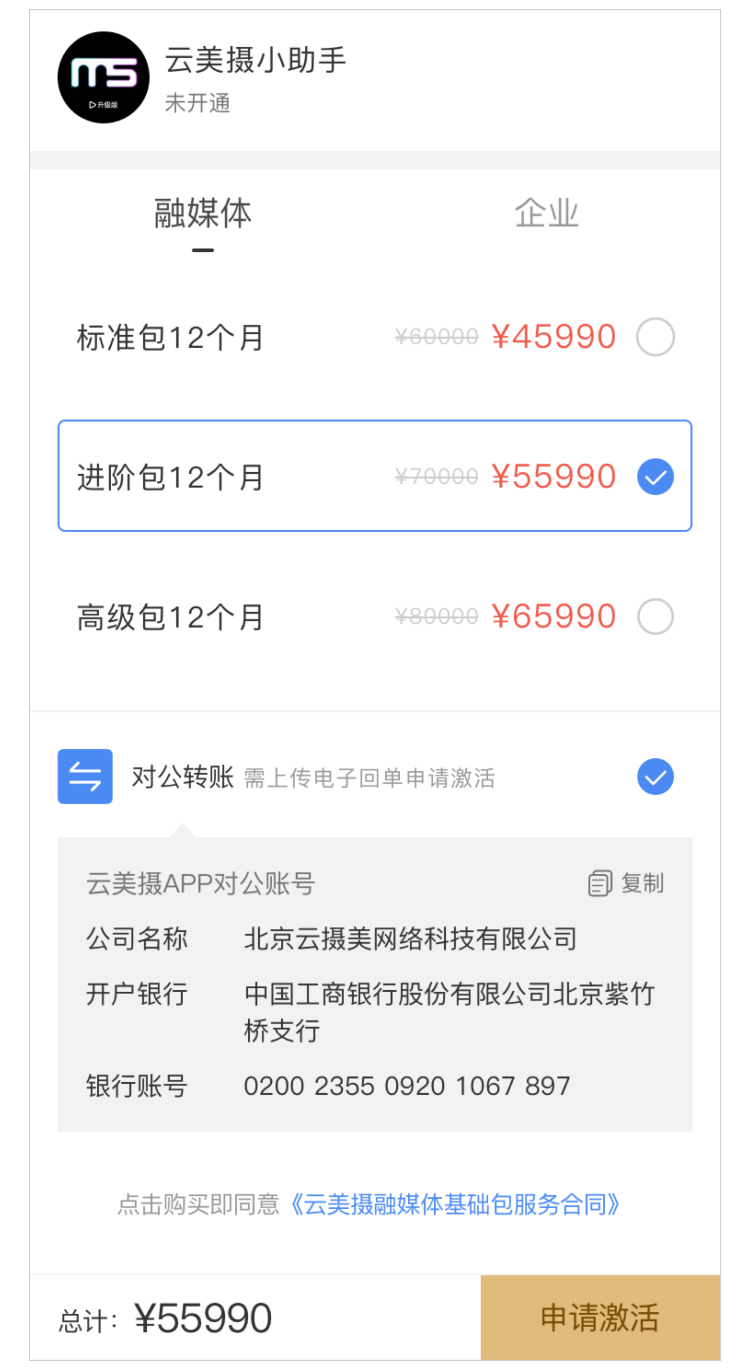 ms
升级版
云美摄小助手
未开通
融媒体 企业
标准包12个月 ¥60000 ¥45990
进阶包12个月 ¥70000 ¥55990
高级包12个月 ¥80000 ¥65990
对公转账 需上传电子回单申请激活
云美摄APP对公账号 复制
公司名称 北京云摄美网络科技有限公司
开户银行 中国工商银行股份有限公司北京紫竹
桥支行
银行账号 0200 2355 0920 1067 897
点击购买即同意《云美摄融媒体基础包服务合同》
总计：¥55990 申请激活